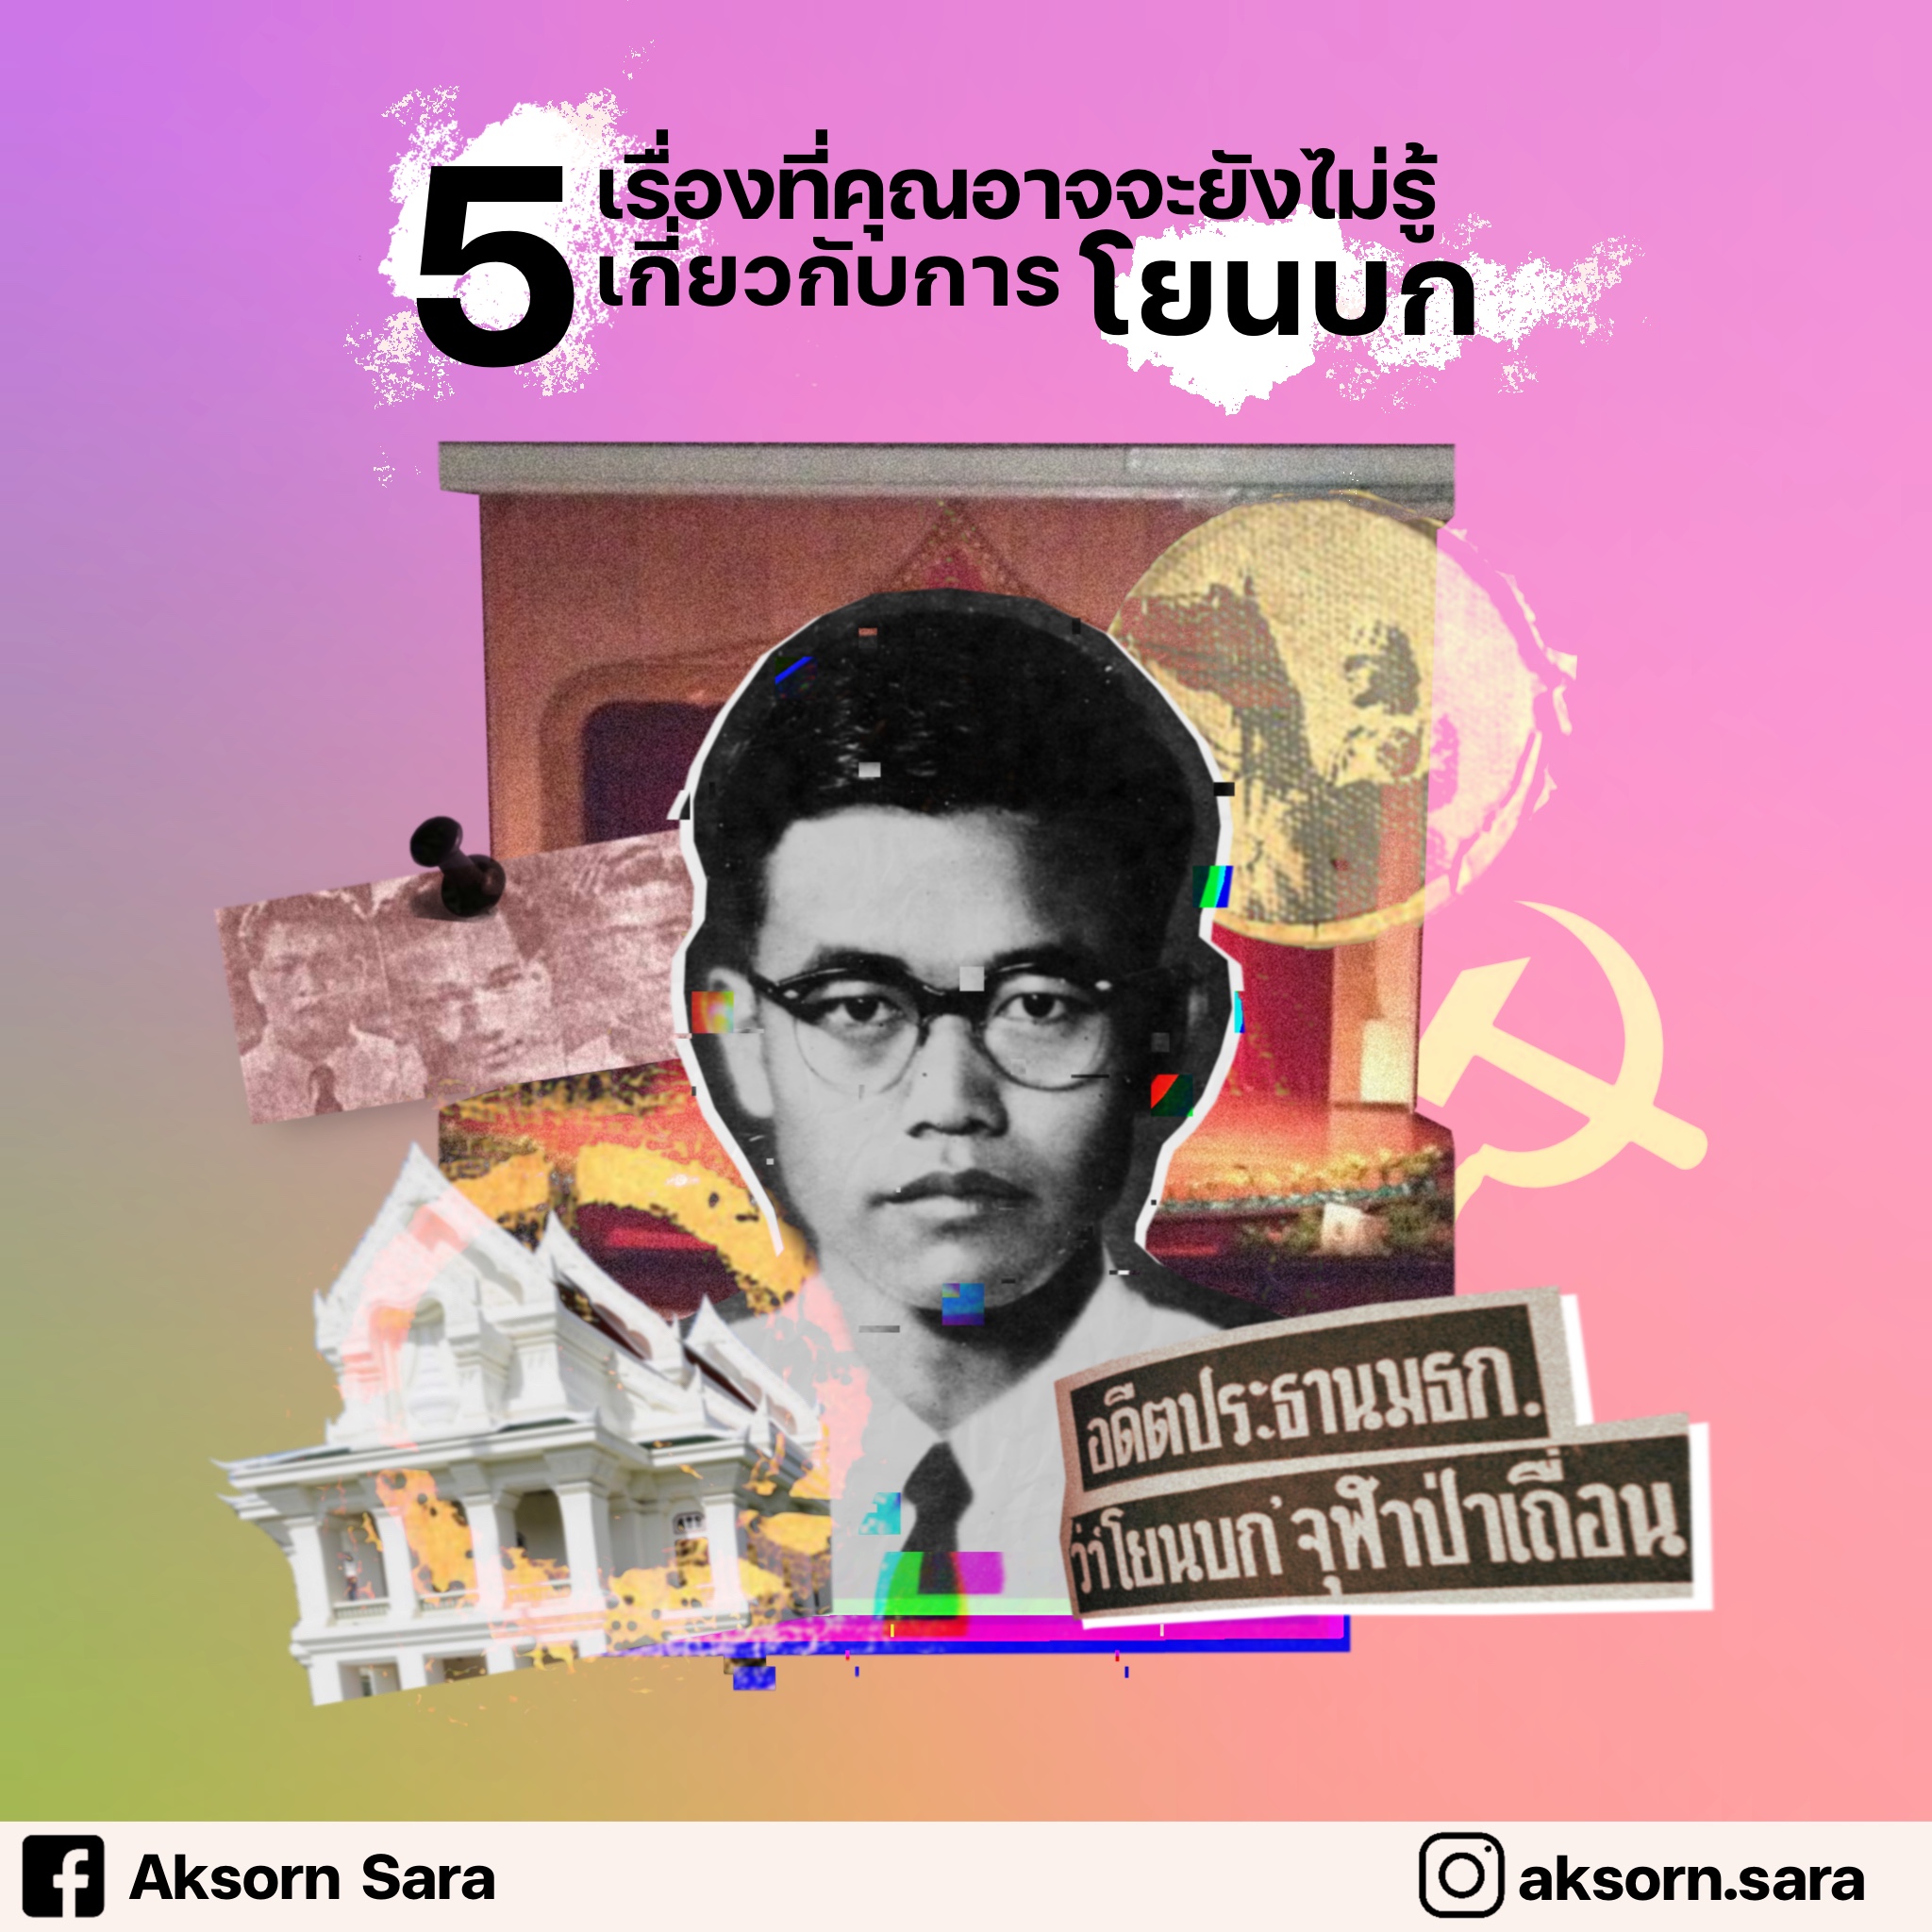 5 เรื่องที่คุณอาจจะยังไม่รู้
เกี่ยวกับการ โยนบก
อดีตประธานมธก.
ว่าโยนบก'จุฬาป่าเถื่อน
Aksorn Sara
aksorn.sara